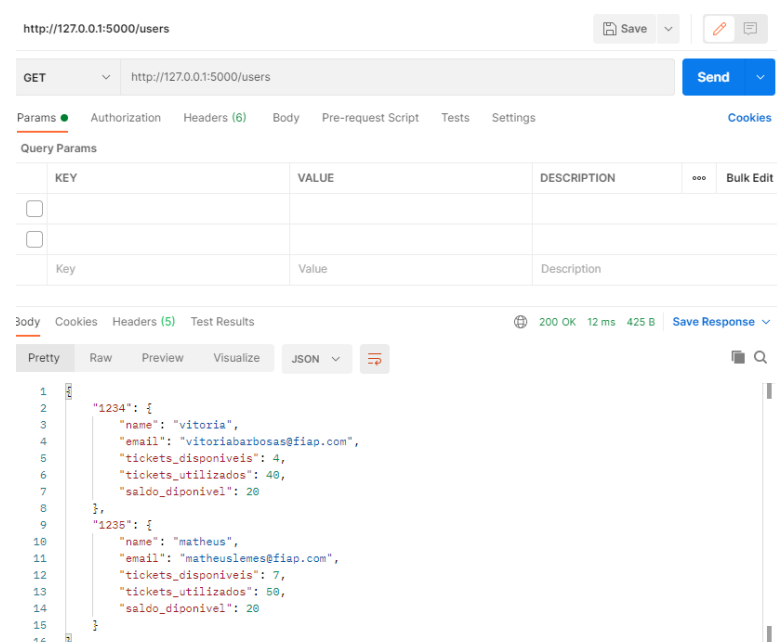 http://127.0.0.1:5000/users Save
GET http://127.0.0.1:5000/users Send
Params Authorization Headers (6) Body Pre-request Script Tests Settings Cookies
Query Params
KEY VALUE DESCRIPTION ooo Bulk Edit
Key Value Description
Body Cookies Headers (5) Test Results 200 OK 12 ms 425 B Save Response
Pretty Raw Preview Visualize JSON
1 {
2 "1234": {
3 "name": "vitoria",
4 "email": "vitoriabarbosas@fiap.com",
5 "tickets_disponiveis": 4,
6 "tickets_utilizados": 40,
7 "saldo_diponivel": 20
8 },
9 "1235": {
10 "name": "matheus",
11 "email": "matheuslemes@fiap.com",
12 "tickets_disponiveis": 7,
13 "tickets_utilizados": 50,
14 "saldo_diponivel": 20
15 }
16 }